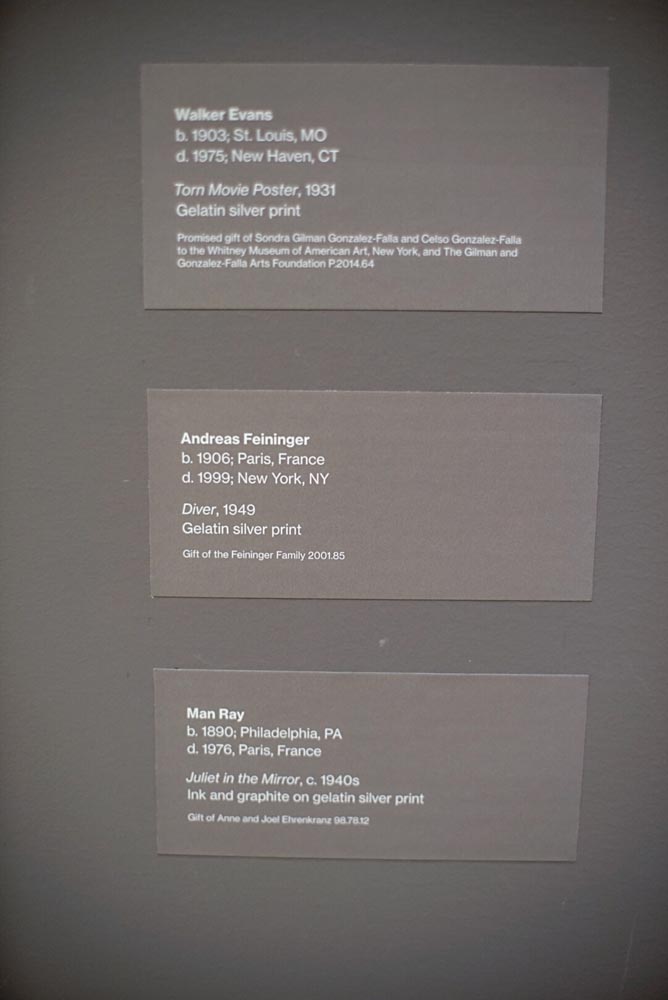 Walker Evans
b. 1903; St. Louis, MO
d. 1975; New Haven, CT
Torn Movie Poster, 1931
Gelatin silver print
Promised gift of Sondra Gilman Gonzalez-Falla and Celso Gonzalez-Falla
to the Whitney Museum of American Art, New York, and The Gilman and
Gonzalez-Falla Arts Foundation P.2014.64
Andreas Feininger
b. 1906; Paris, France
d. 1999; New York, NY
Diver, 1949
Gelatin silver print
Gift of the Feininger Family 2001.85
Man Ray
b. 1890; Philadelphia, PA
d. 1976, Paris, France
Juliet in the Mirror, c. 1940s
Ink and graphite on gelatin silver print
Gift of Anne and Joel Ehrenkranz 98.78.12